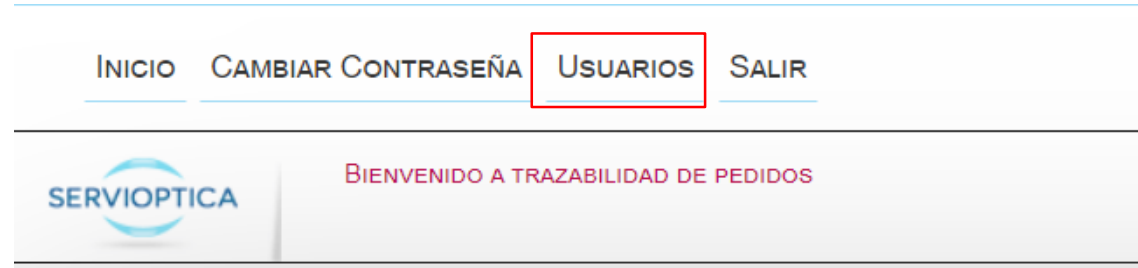 INICIO CAMBIAR CONTRASEÑA USUARIOS SALIR
BIENVENIDO A TRAZABILIDAD DE PEDIDOS
SERVIOPTICA